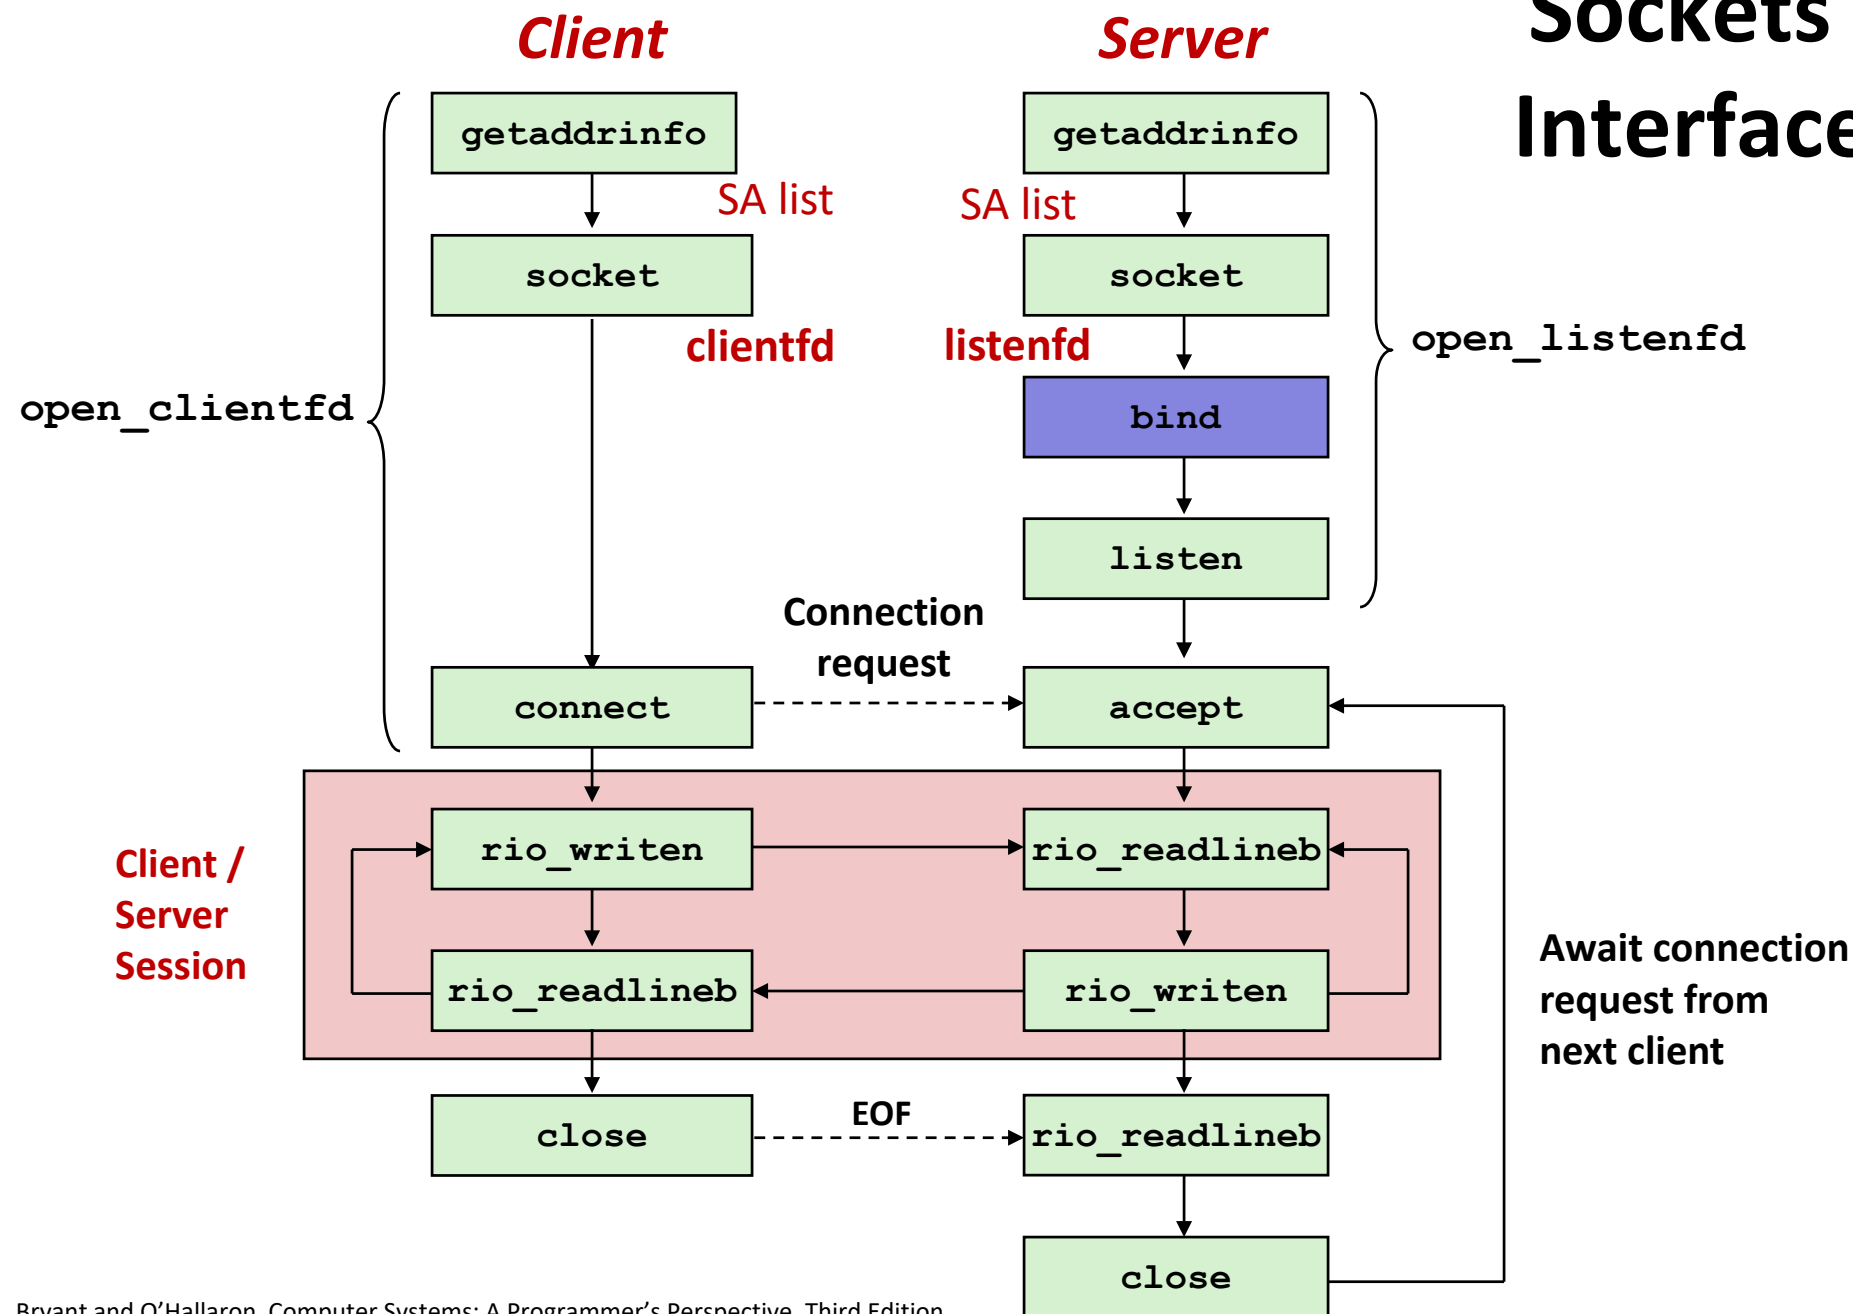 Sockets
Interface
Client
Server
getaddrinfo
getaddrinfo
SA list
SA list
socket
socket
clientfd
listenfd
open_listenfd
open_clientfd
bind
listen
Connection
request
connect
accept
Client /
Server
Session
rio_writen
rio_readlineb
rio_readlineb
rio_writen
Await connection
request from
next client
close
EOF
rio_readlineb
close
Bryant and O'Hallaron, Computer Systems: A Programmer's Perspective, Third Edition